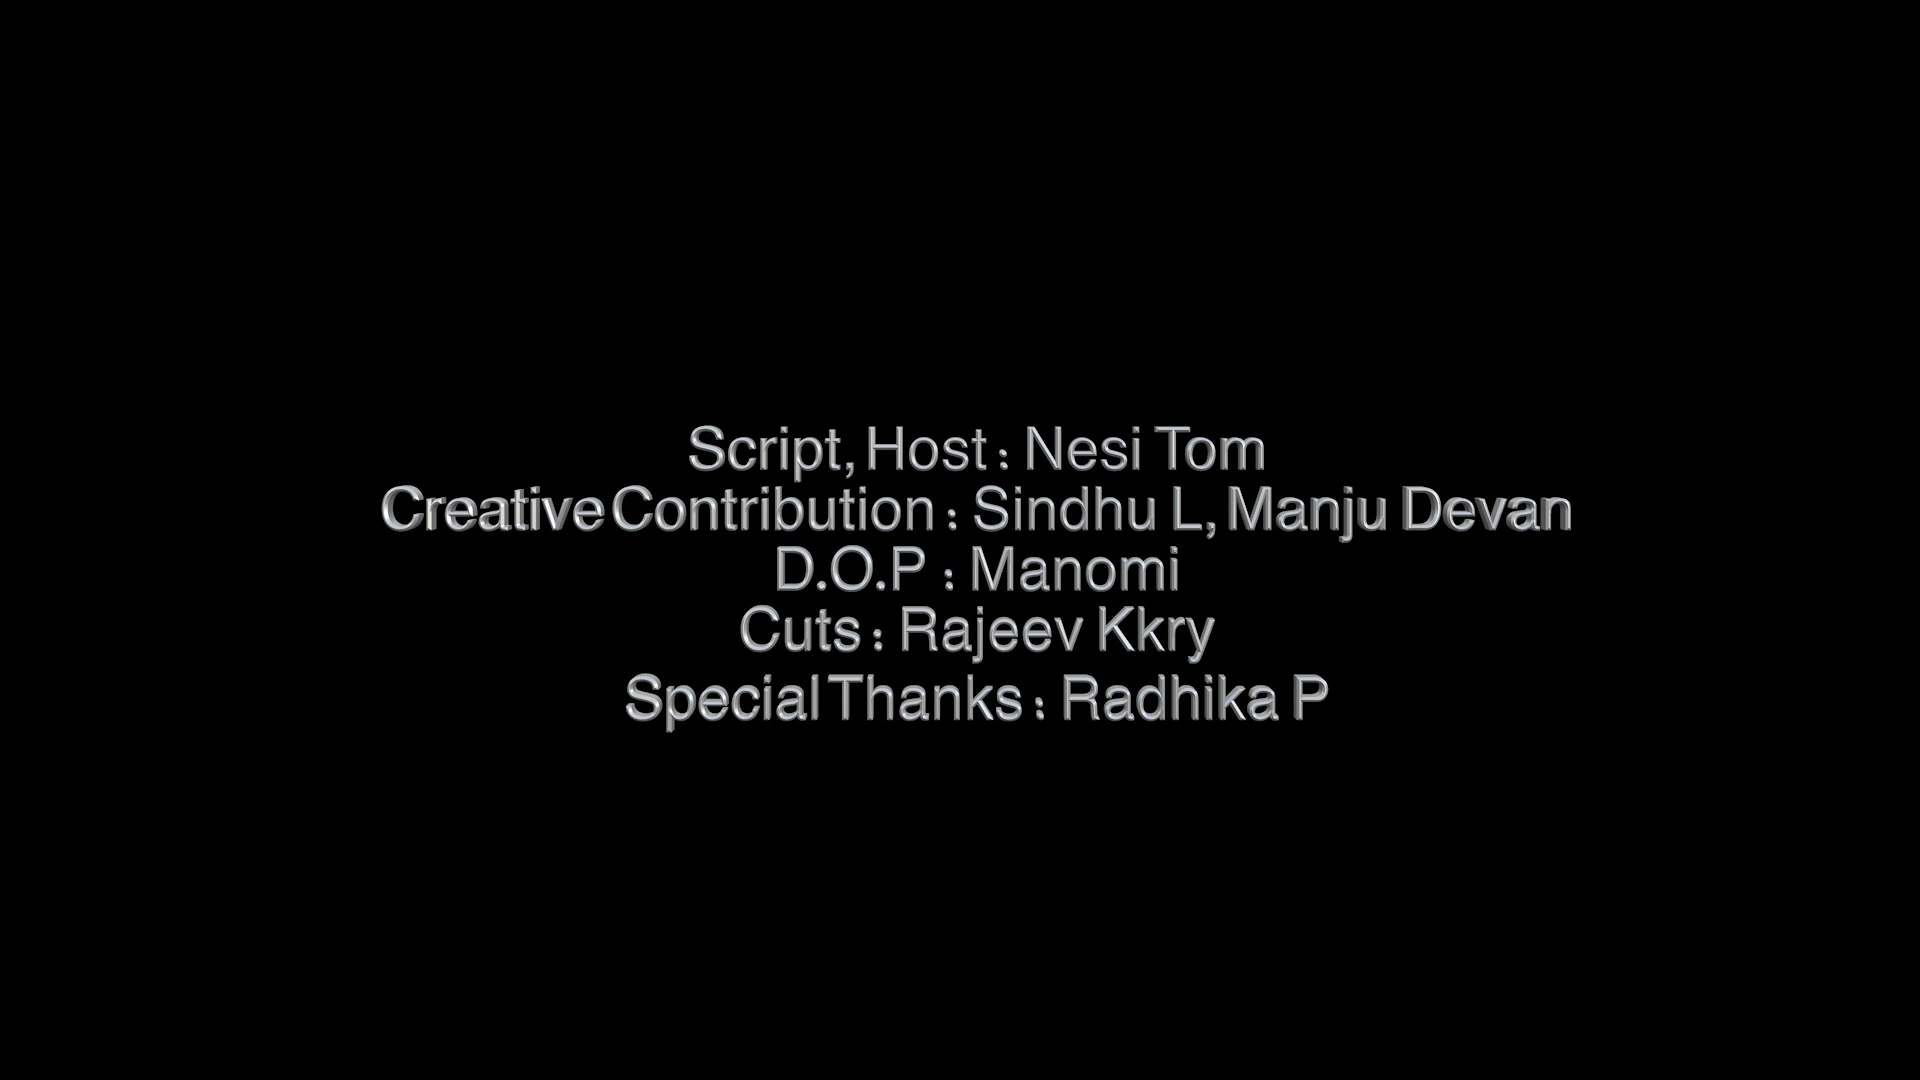 Script, Host : Nesi Tom
Creative Contribution : Sindhu L, Manju Devan
D.O.P : Manomi
Cuts : Rajeev Kkry
Special Thanks : Radhika P